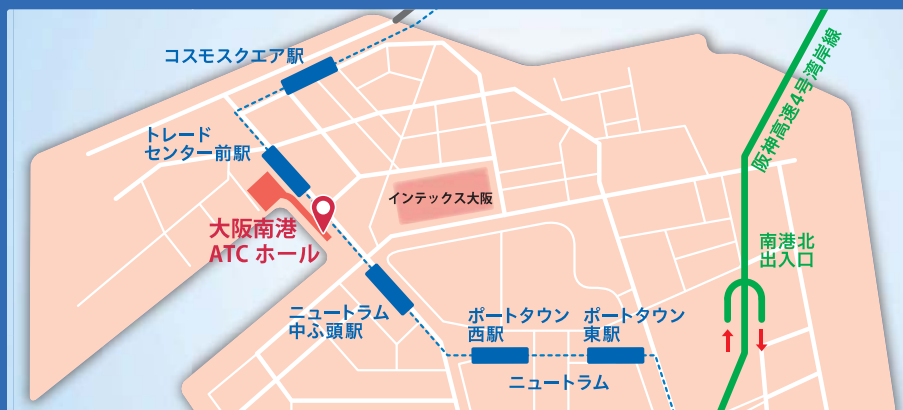 コスモスクエア駅
トレード
センター前駅
大阪南港
ATC ホール
インテックス大阪
阪神高速4号湾岸線
南港北
出入口
ニュートラム
中ふ頭駅
ポートタウン
西駅
ポートタウン
東駅
ニュートラム